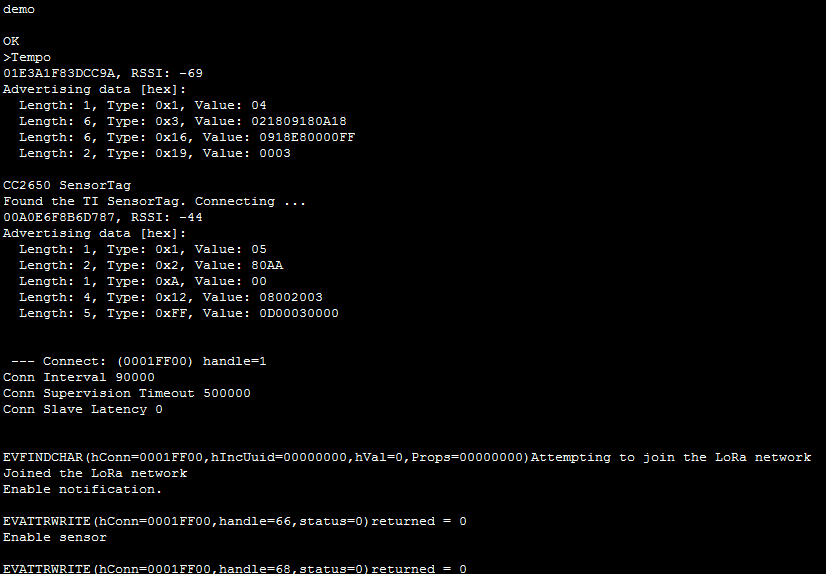 demo
OK
>Tempo
01E3A1F83DCC9A, RSSI: -69
Advertising data [hex]:
Length: 1, Type: 0x1, Value: 04
Length: 6, Type: 0x3, Value: 021809180A18
Length: 6, Type: 0x16, Value: 0918E80000FF
Length: 2, Type: 0x19, Value: 0003
CC2650 SensorTag
Found the TI SensorTag. Connecting ...
00A0E6F8B6D787, RSSI: -44
Advertising data [hex]:
Length: 1, Type: 0x1, Value: 05
Length: 2, Type: 0x2, Value: 80AA
Length: 1, Type: 0xA, Value: 00
Length: 4, Type: 0x12, Value: 08002003
Length: 5, Type: 0xFF, Value: 0D00030000
--- Connect: (0001FF00) handle=1
Conn Interval 90000
Conn Supervision Timeout 500000
Conn Slave Latency 0
EVFINDCHAR(hConn=0001FF00,hIncUuid=00000000,hVal=0,Props=00000000)Attempting to join the LoRa network
Joined the LoRa network
Enable notification.
EVATTRWRITE(hConn=0001FF00,handle=66,status=0)returned = 0
Enable sensor
EVATTRWRITE(hConn=0001FF00,handle=68,status=0)returned = 0